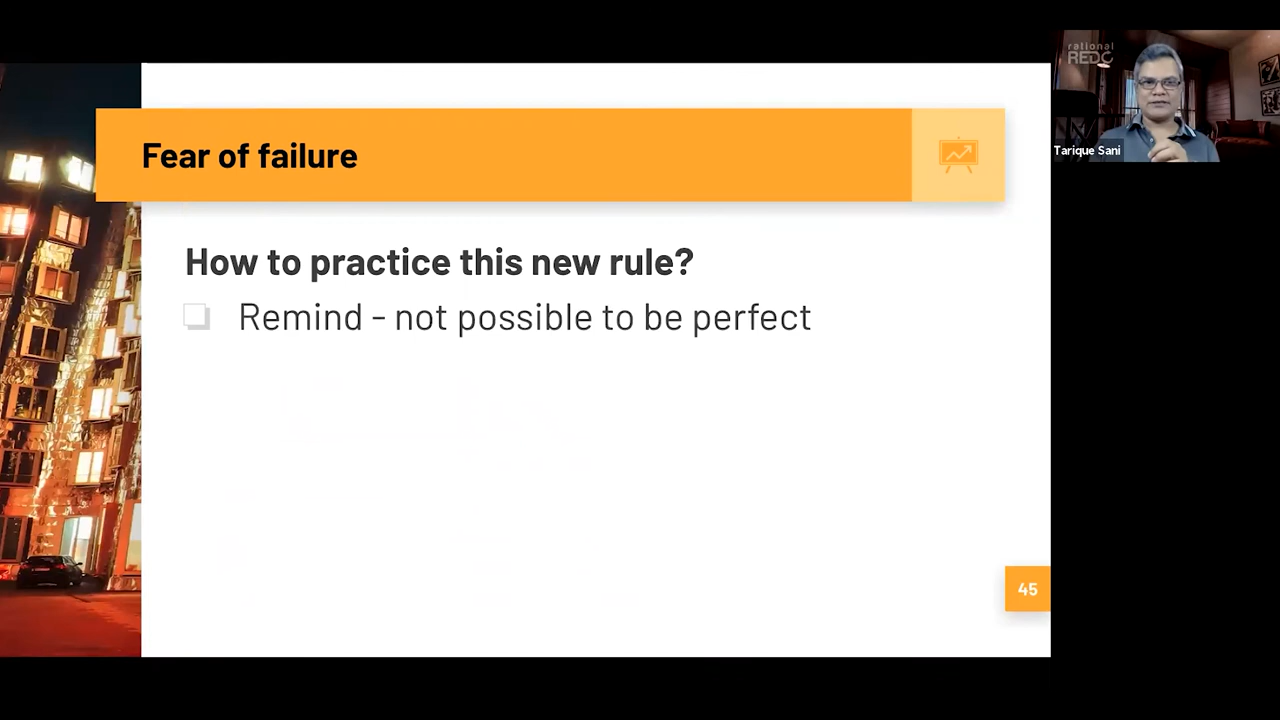 rational
REDC
Tarique Sani
Fear of failure
How to practice this new rule?
Remind - not possible to be perfect
45